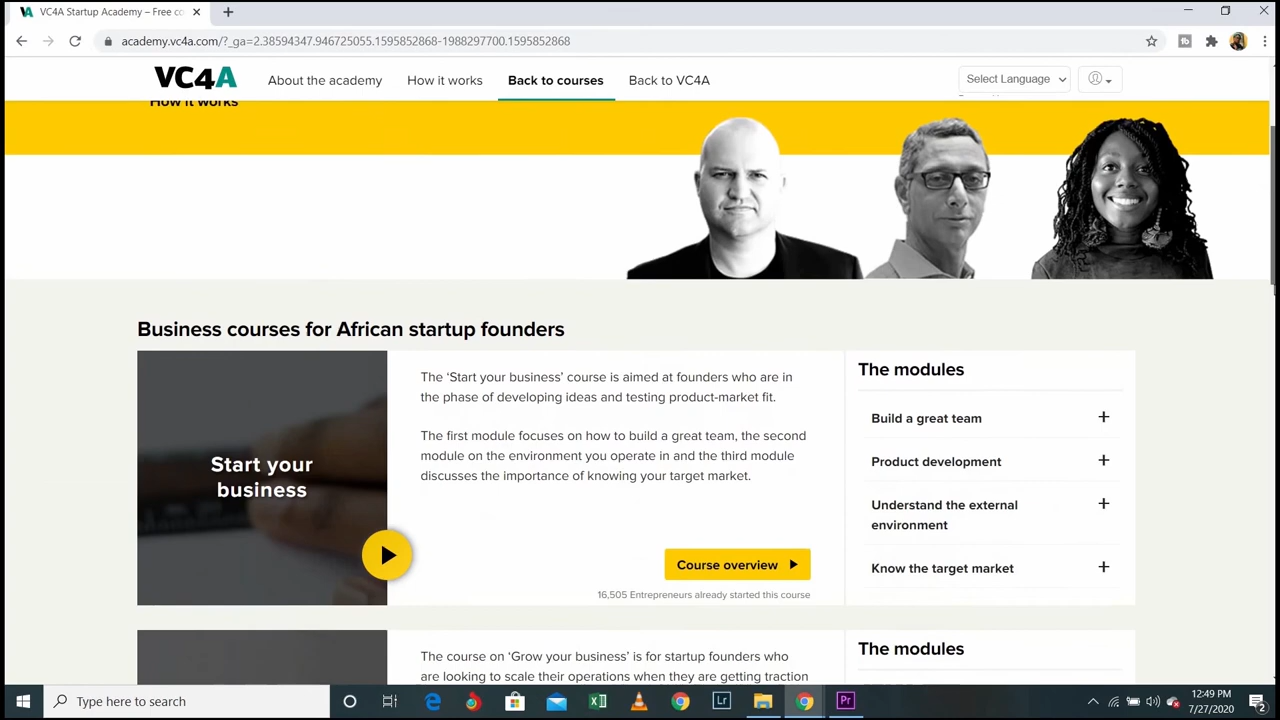 VC4A Startup Academy – Free co
academy.vc4a.com/?_ga=2.38594347.946725055.1595852868-1988297700.1595852868
VC4A
About the academy
How it works
Back to courses
Back to VC4A
Select Language
How it works
Business courses for African startup founders
Start your
business
The ‘Start your business’ course is aimed at founders who are in
the phase of developing ideas and testing product-market fit.
The first module focuses on how to build a great team, the second
module on the environment you operate in and the third module
discusses the importance of knowing your target market.
Course overview
16,505 Entrepreneurs already started this course
The modules
Build a great team
Product development
Understand the external
environment
Know the target market
The course on ‘Grow your business’ is for startup founders who
are looking to scale their operations when they are getting traction
The modules
Type here to search
Lr
Pr
12:49 PM
7/27/2020
2